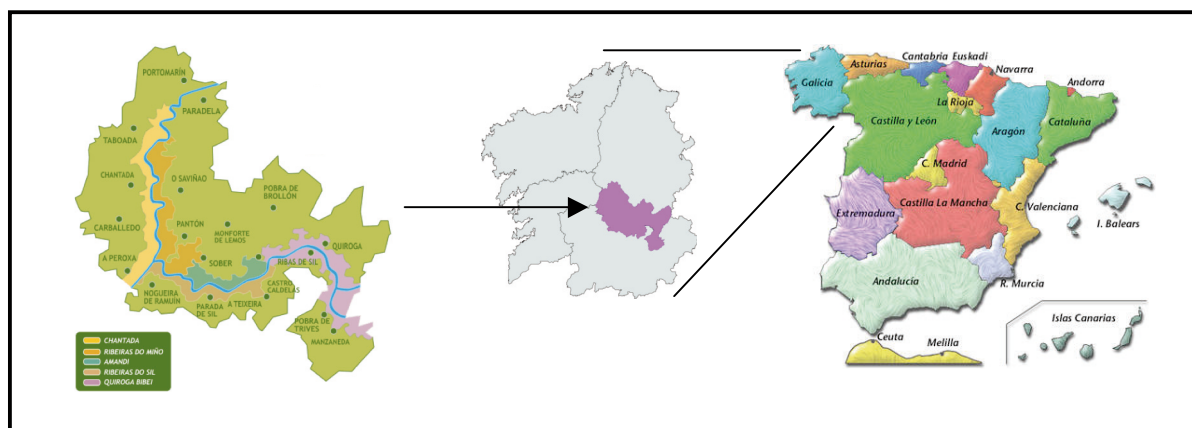 PORTOMARÍN
PARADELA
TABOADA
CHANTADA
O SAVIÑAO
POBRA DE
BROLLÓN
CARBALLEDO
PANTÓN
MONFORTE
DE LEMOS
A PEROXA
SOBER
QUIROGA
RIBAS DE SIL
NOGUEIRA
DE RAMUÍN
PARADA
DE SIL
A TEIXEIRA
CASTRO
CALDELAS
POBRA DE
TRIVES
MANZANEDA
CHANTADA
RIBEIRAS DO MIÑO
AMANDI
RIBEIRAS DO SIL
QUIROGA BIBEI
Galicia
Asturias
Cantabria
Euskadi
Navarra
Andorra
La Rioja
Castilla y León
Aragón
Cataluña
C. Madrid
Extremadura
Castilla La Mancha
C. Valenciana
I. Balears
Andalucía
R. Murcia
Islas Canarias
Ceuta
Melilla